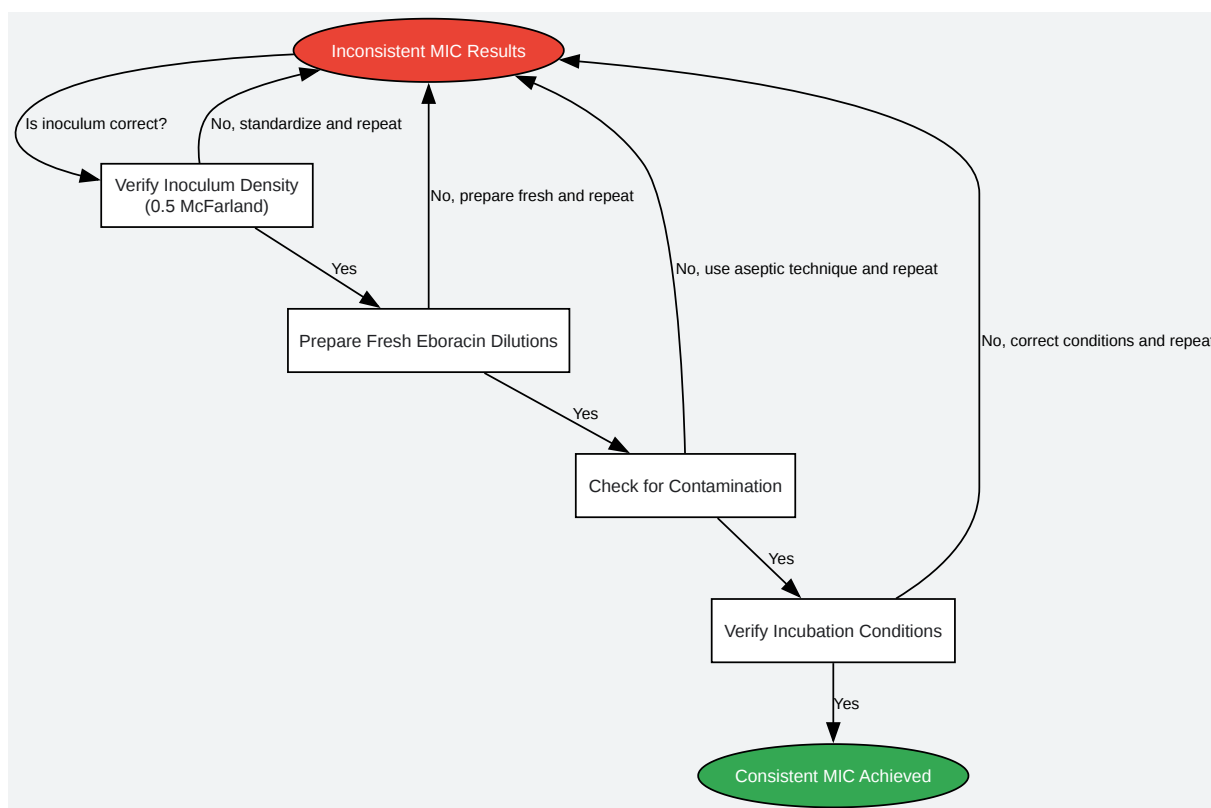 Inconsistent MIC Results
Is inoculum correct?
No, standardize and repeat
Verify Inoculum Density
(0.5 McFarland)
No, prepare fresh and repeat
Yes
No, use aseptic technique and repeat
Prepare Fresh Eboracin Dilutions
No, correct conditions and repeat
Yes
Check for Contamination
Yes
Verify Incubation Conditions
Yes
Consistent MIC Achieved